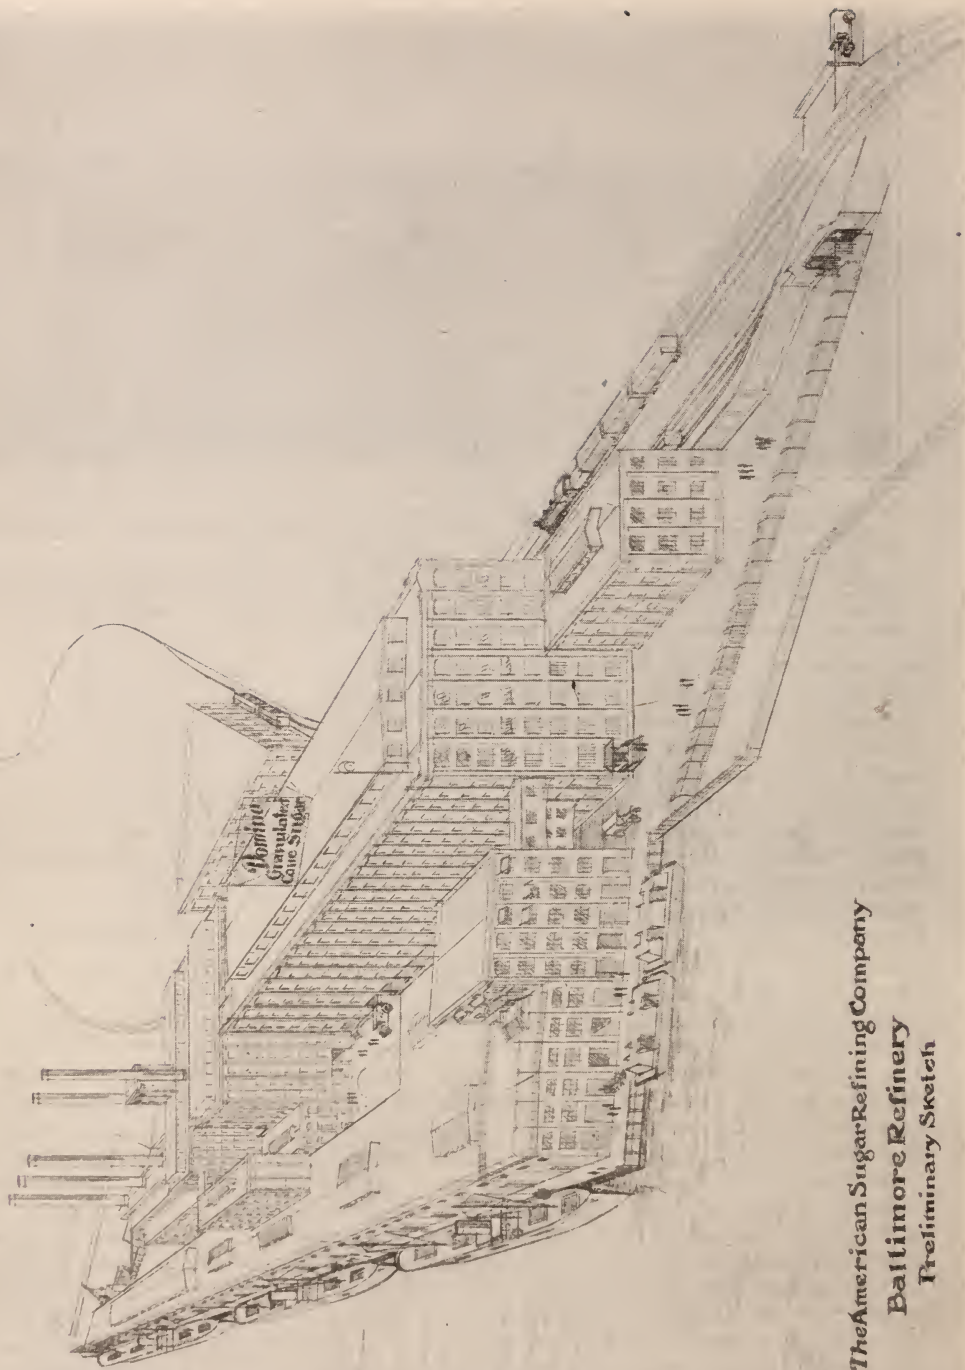 Domino
Granulated
Cane Sugar
The American Sugar Refining Company
Baltimore Refinery
Preliminary Sketch